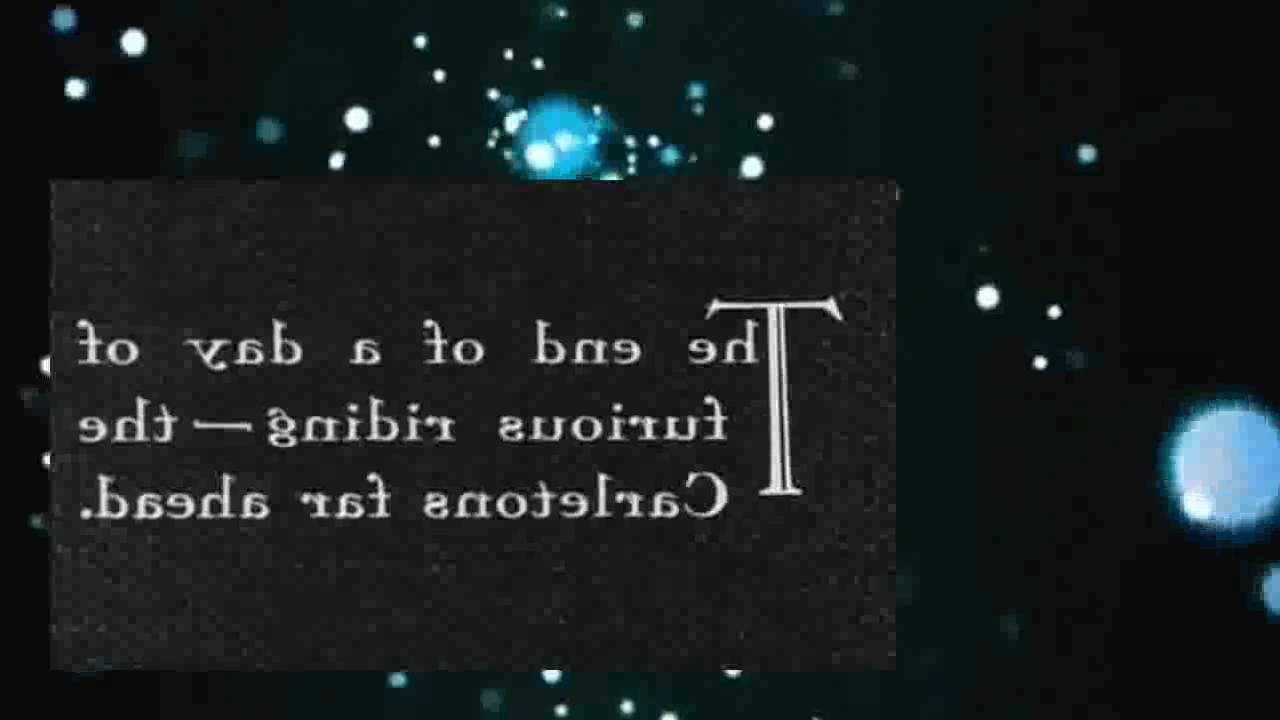 The end of a day of
furious riding—the
Carletons far ahead.